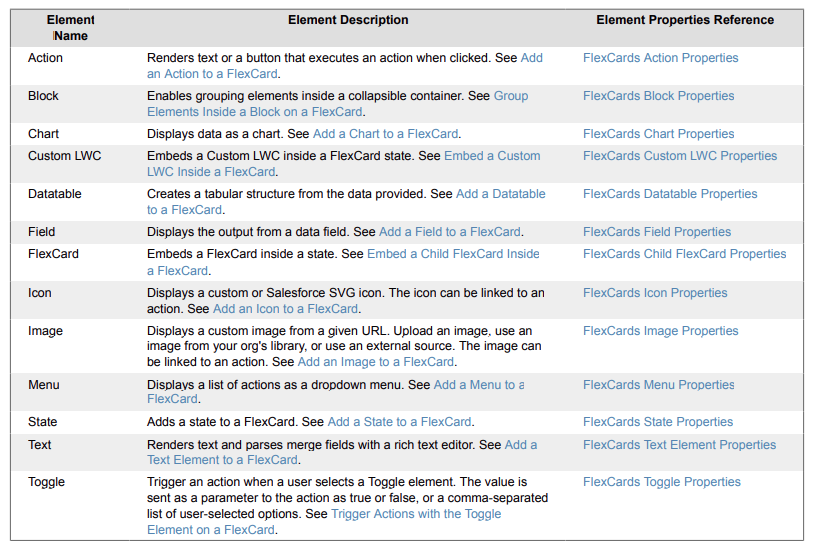 Element Name
Element Description
Element Properties Reference
Action
Renders text or a button that executes an action when clicked. See Add
an Action to a FlexCard.
FlexCards Action Properties
Block
Enables grouping elements inside a collapsible container. See Group
Elements Inside a Block on a FlexCard.
FlexCards Block Properties
Chart
Displays data as a chart. See Add a Chart to a FlexCard.
FlexCards Chart Properties
Custom LWC
Embeds a Custom LWC inside a FlexCard state. See Embed a Custom
LWC Inside a FlexCard.
FlexCards Custom LWC Properties
Datatable
Creates a tabular structure from the data provided. See Add a Datatable
to a FlexCard.
FlexCards Datatable Properties
Field
Displays the output from a data field. See Add a Field to a FlexCard.
FlexCards Field Properties
FlexCard
Embeds a FlexCard inside a state. See Embed a Child FlexCard Inside
a FlexCard.
FlexCards Child FlexCard Properties
Icon
Displays a custom or Salesforce SVG icon. The icon can be linked to an
action. See Add an Icon to a FlexCard.
FlexCards Icon Properties
Image
Displays a custom image from a given URL. Upload an image, use an
image from your org's library, or use an external source. The image can
be linked to an action. See Add an Image to a FlexCard.
FlexCards Image Properties
Menu
Displays a list of actions as a dropdown menu. See Add a Menu to a
FlexCard.
FlexCards Menu Properties
State
Adds a state to a FlexCard. See Add a State to a FlexCard.
FlexCards State Properties
Text
Renders text and parses merge fields with a rich text editor. See Add a
Text Element to a FlexCard.
FlexCards Text Element Properties
Toggle
Trigger an action when a user selects a Toggle element. The value is
sent as a parameter to the action as true or false, or a comma-separated
list of user-selected options. See Trigger Actions with the Toggle
Element on a FlexCard.
FlexCards Toggle Properties